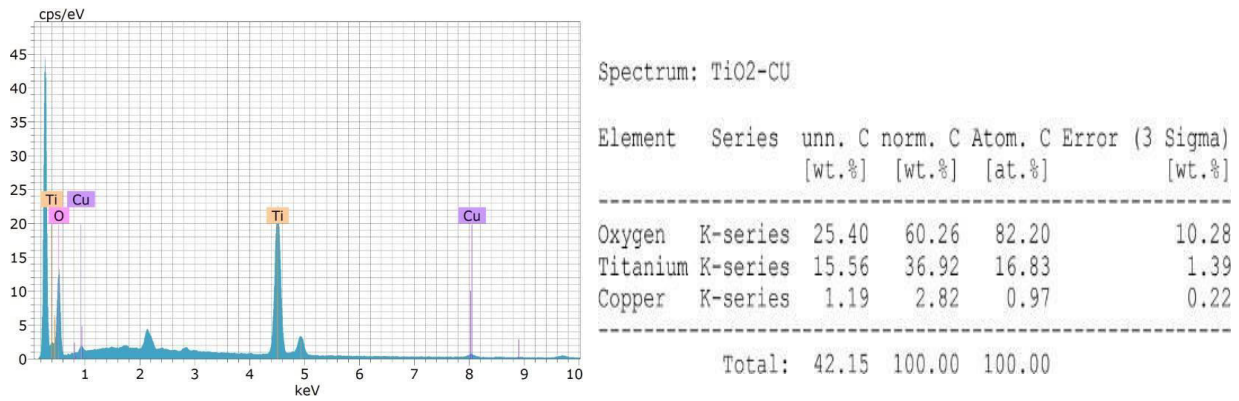 cps/eV
45
40
35
30
25
20
15
10
5
0
Ti Cu
O
Ti
Cu
1 2 3 4 5 6 7 8 9 10
keV
Spectrum: TiO2-CU
Element Series unn. C norm. C Atom. C Error (3 Sigma)
[wt.%] [wt.%] [at.%] [wt.%]
Oxygen K-series 25.40 60.26 82.20 10.28
Titanium K-series 15.56 36.92 16.83 1.39
Copper K-series 1.19 2.82 0.97 0.22
Total: 42.15 100.00 100.00